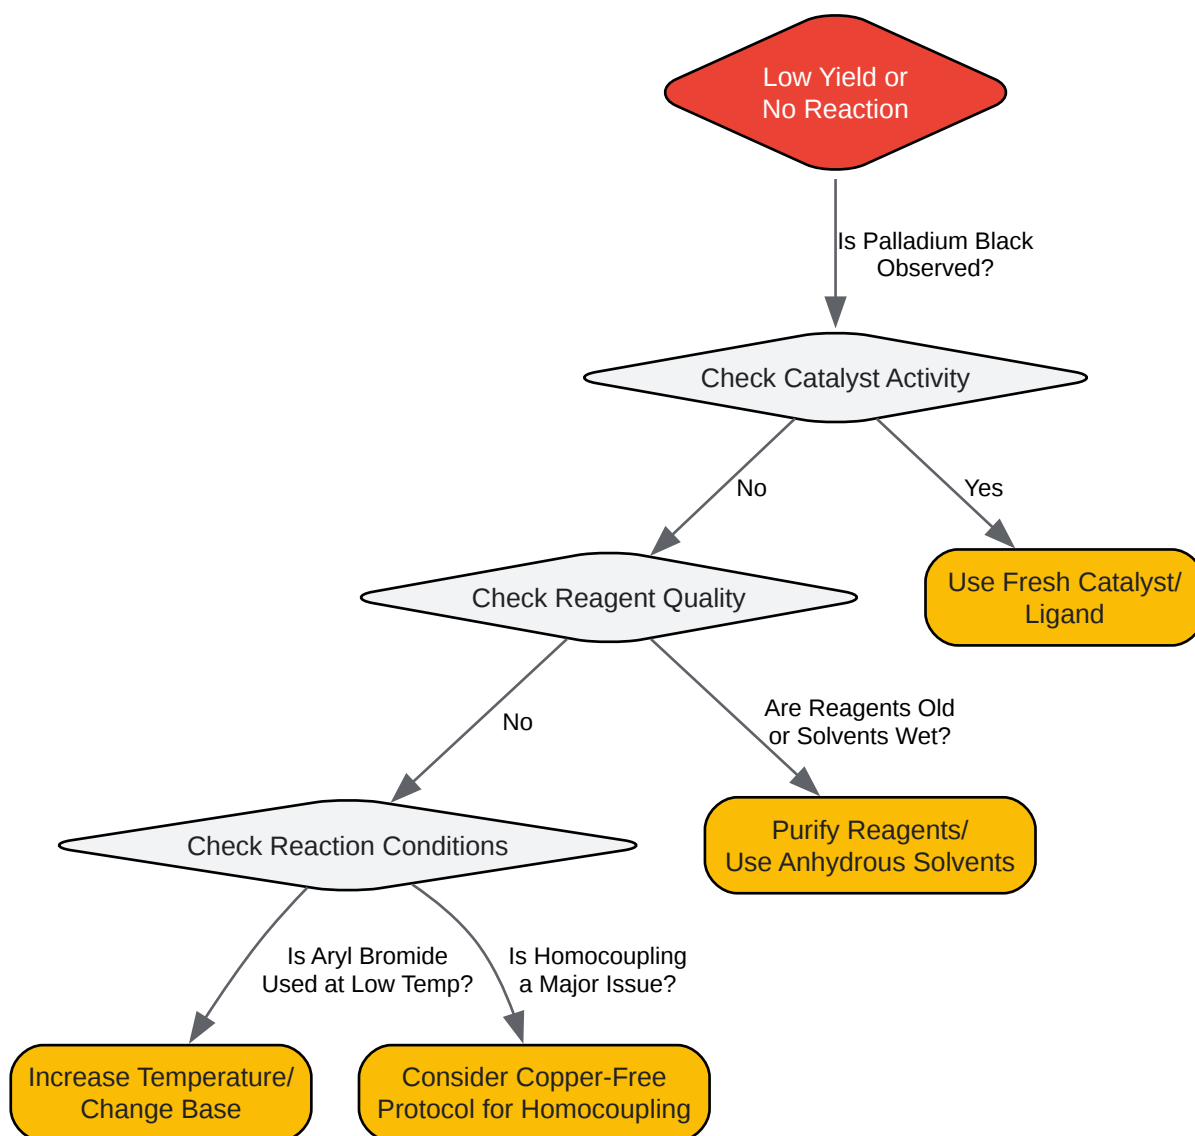 Low Yield or
No Reaction
Is Palladium Black
Observed?
Check Catalyst Activity
No
Yes
Use Fresh Catalyst/
Ligand
Check Reagent Quality
No
Are Reagents Old
or Solvents Wet?
Purify Reagents/
Use Anhydrous Solvents
Check Reaction Conditions
Is Aryl Bromide
Used at Low Temp?
Is Homocoupling
a Major Issue?
Increase Temperature/
Change Base
Consider Copper-Free
Protocol for Homocoupling